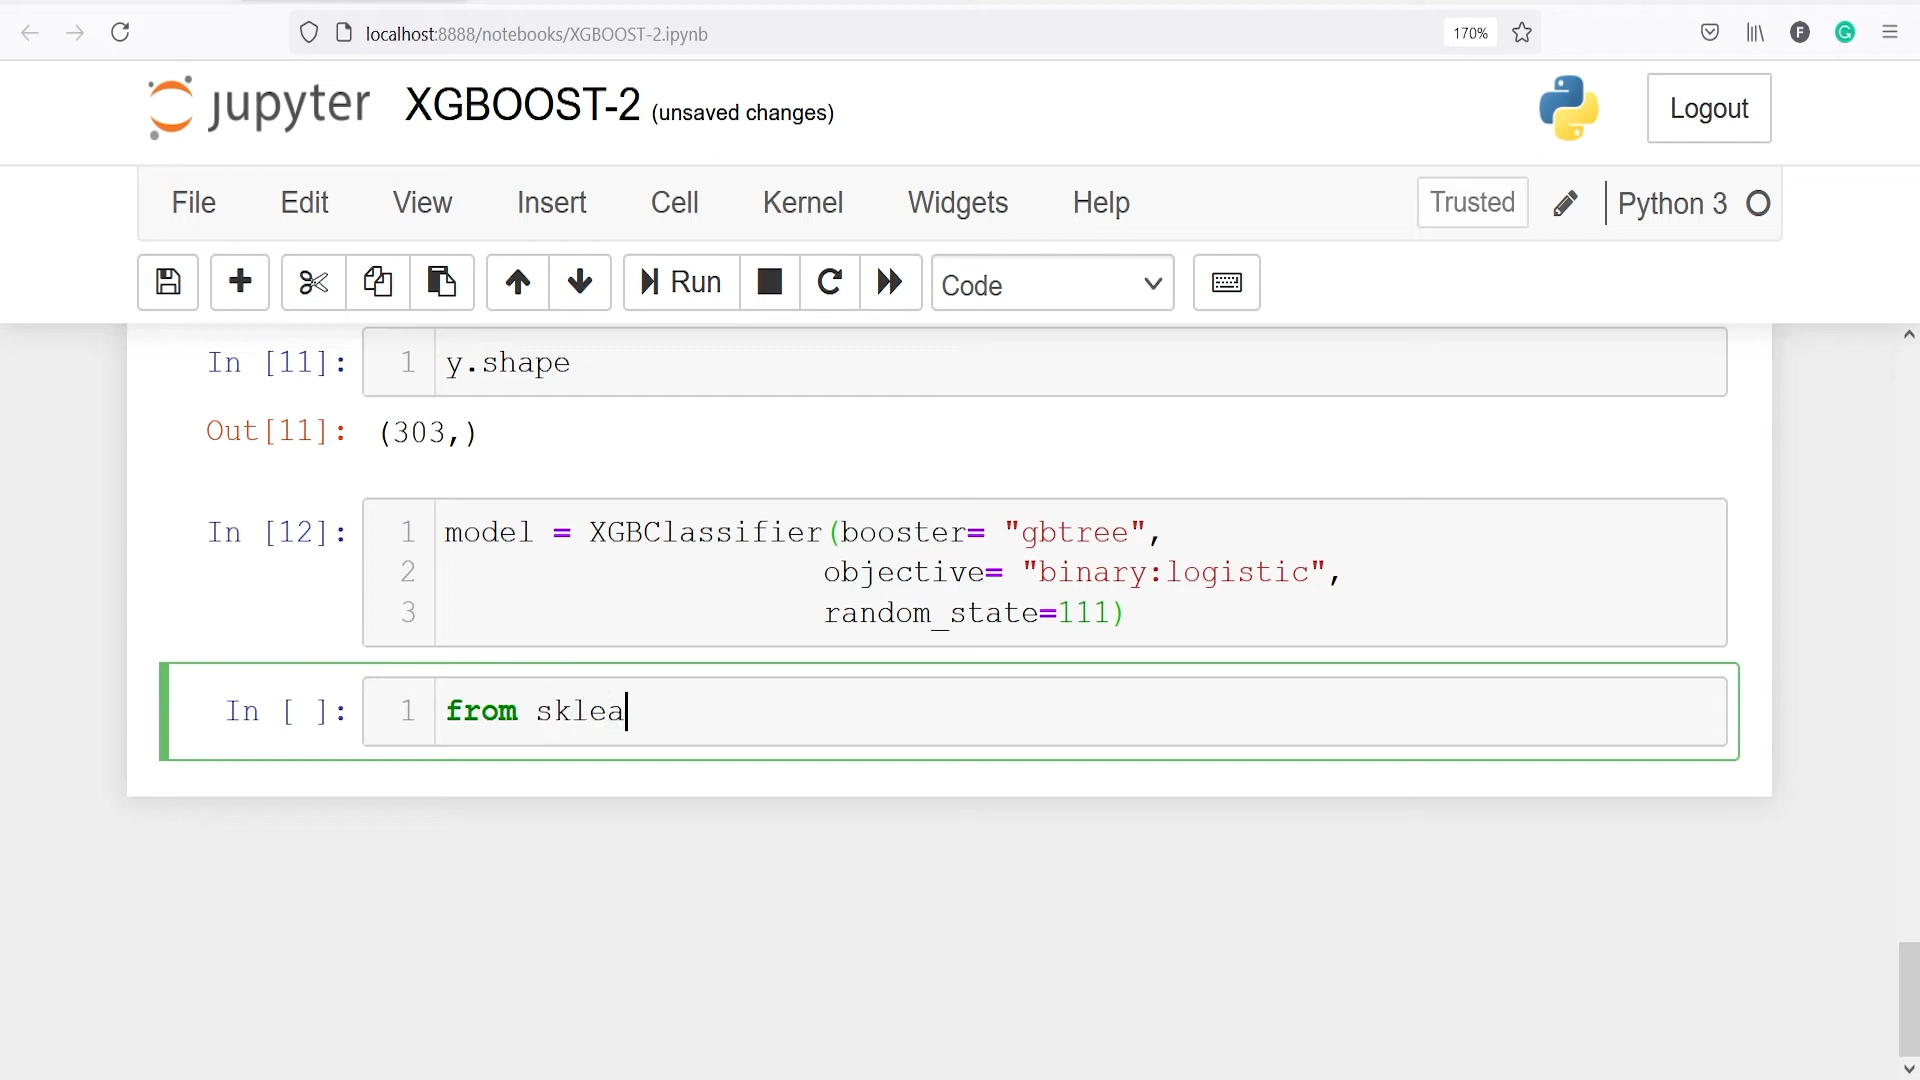 localhost:8888/notebooks/XGBOOST-2.ipynb 170% F G
jupyter XGBOOST-2 (unsaved changes) Logout
File Edit View Insert Cell Kernel Widgets Help Trusted Python 3
Run Code
In [11]: 1 y.shape
Out[11]: (303,)
In [12]: 1 model = XGBClassifier(booster= "gbtree",
2 objective= "binary:logistic",
3 random_state=111)
In [ ]: 1 from sklea